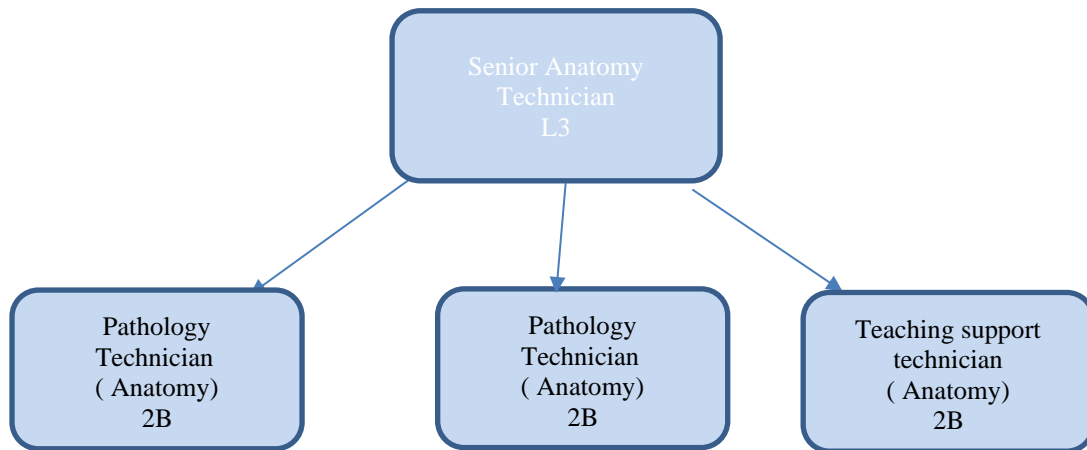 Senior Anatomy
Technician
L3
Pathology
Technician
( Anatomy)
2B
Pathology
Technician
( Anatomy)
2B
Teaching support
technician
( Anatomy)
2B